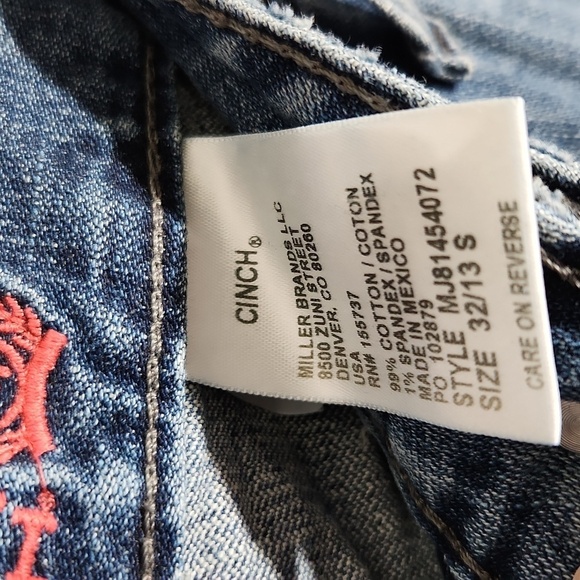 CINCH®
MILLER BRANDS LLC
8500 ZUNI STREET
DENVER, CO 80260
USA
RN# 155737
99% COTTON / COTTON
1% SPANDEX / SPANDEX
MADE IN MEXICO
PO 102879
STYLE MJ81454072
SIZE 32/13 S
CARE ON REVERSE